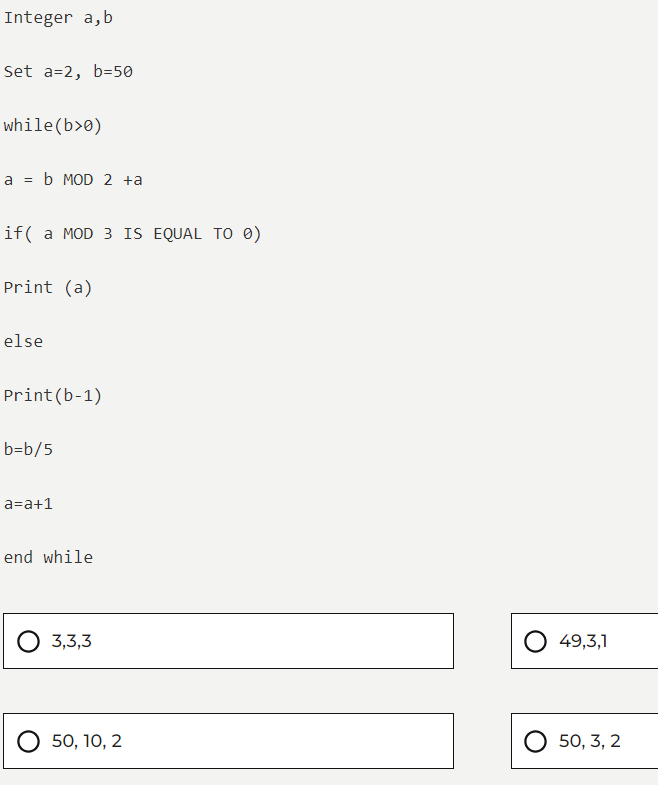 Integer a,b
Set a=2, b=50
while(b>0)
a = b MOD 2 +a
if( a MOD 3 IS EQUAL TO 0)
Print (a)
else
Print(b-1)
b=b/5
a=a+1
end while
3,3,3
49,3,1
50, 10, 2
50, 3, 2